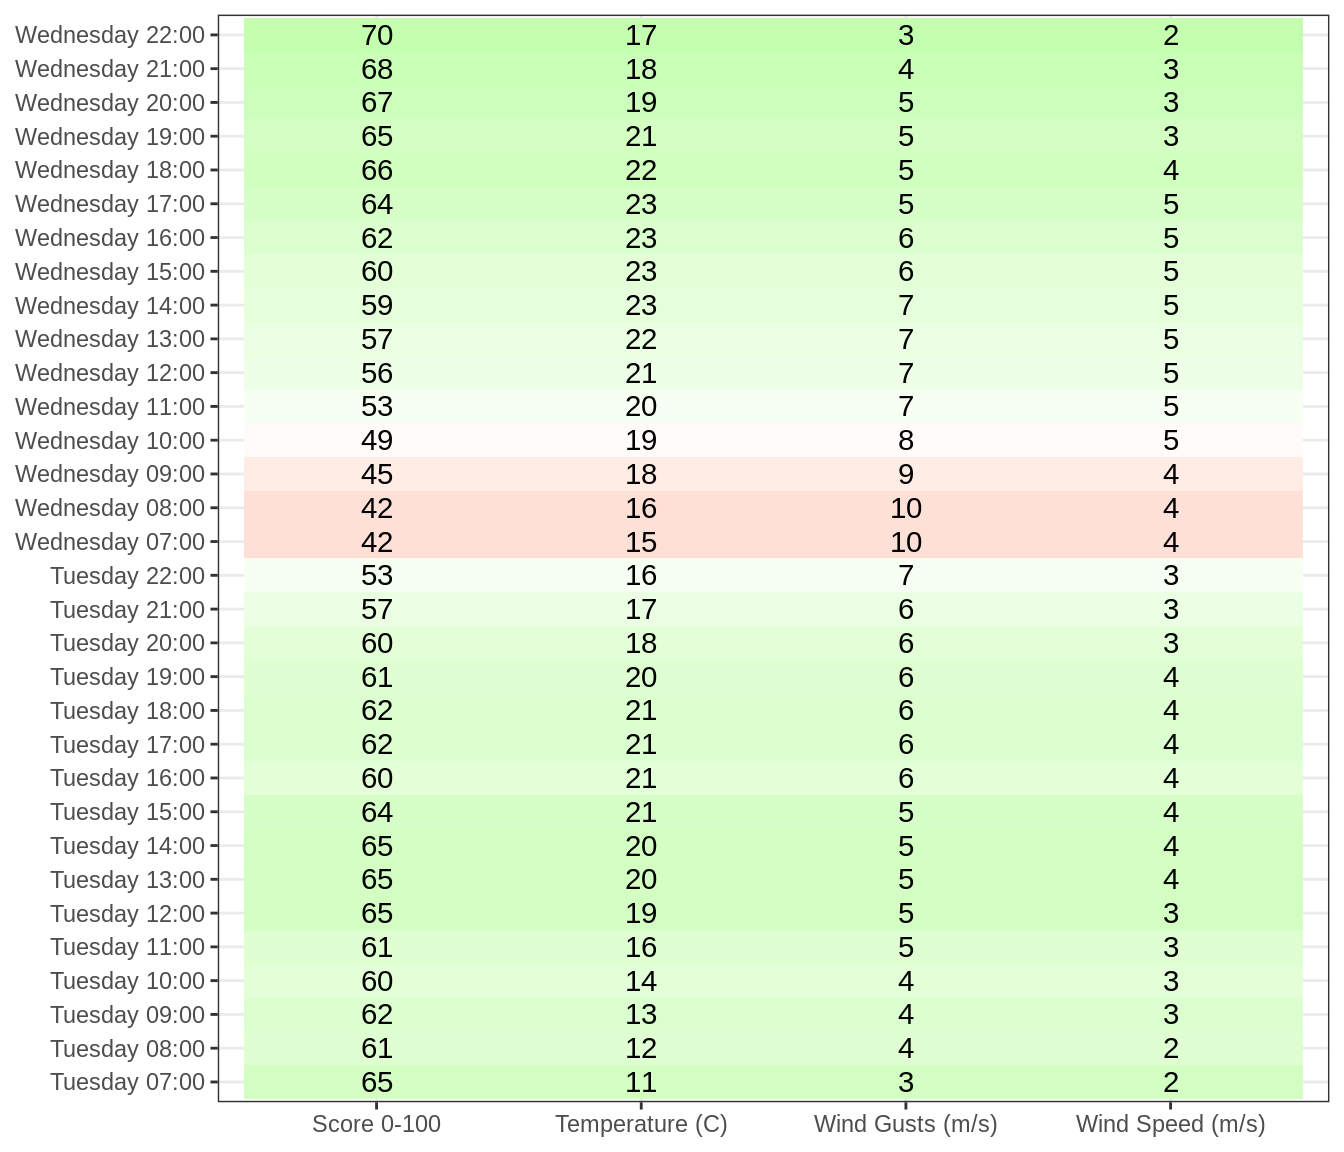 Wednesday 22:00 70 17 3 2
Wednesday 21:00 68 18 4 3
Wednesday 20:00 67 19 5 3
Wednesday 19:00 65 21 5 3
Wednesday 18:00 66 22 5 4
Wednesday 17:00 64 23 5 5
Wednesday 16:00 62 23 6 5
Wednesday 15:00 60 23 6 5
Wednesday 14:00 59 23 7 5
Wednesday 13:00 57 22 7 5
Wednesday 12:00 56 21 7 5
Wednesday 11:00 53 20 7 5
Wednesday 10:00 49 19 8 5
Wednesday 09:00 45 18 9 4
Wednesday 08:00 42 16 10 4
Wednesday 07:00 42 15 10 4
Tuesday 22:00 53 16 7 3
Tuesday 21:00 57 17 6 3
Tuesday 20:00 60 18 6 3
Tuesday 19:00 61 20 6 4
Tuesday 18:00 62 21 6 4
Tuesday 17:00 62 21 6 4
Tuesday 16:00 60 21 6 4
Tuesday 15:00 64 21 5 4
Tuesday 14:00 65 20 5 4
Tuesday 13:00 65 20 5 4
Tuesday 12:00 65 19 5 3
Tuesday 11:00 61 16 5 3
Tuesday 10:00 60 14 4 3
Tuesday 09:00 62 13 4 3
Tuesday 08:00 61 12 4 2
Tuesday 07:00 65 11 3 2
Score 0-100 Temperature (C) Wind Gusts (m/s) Wind Speed (m/s)